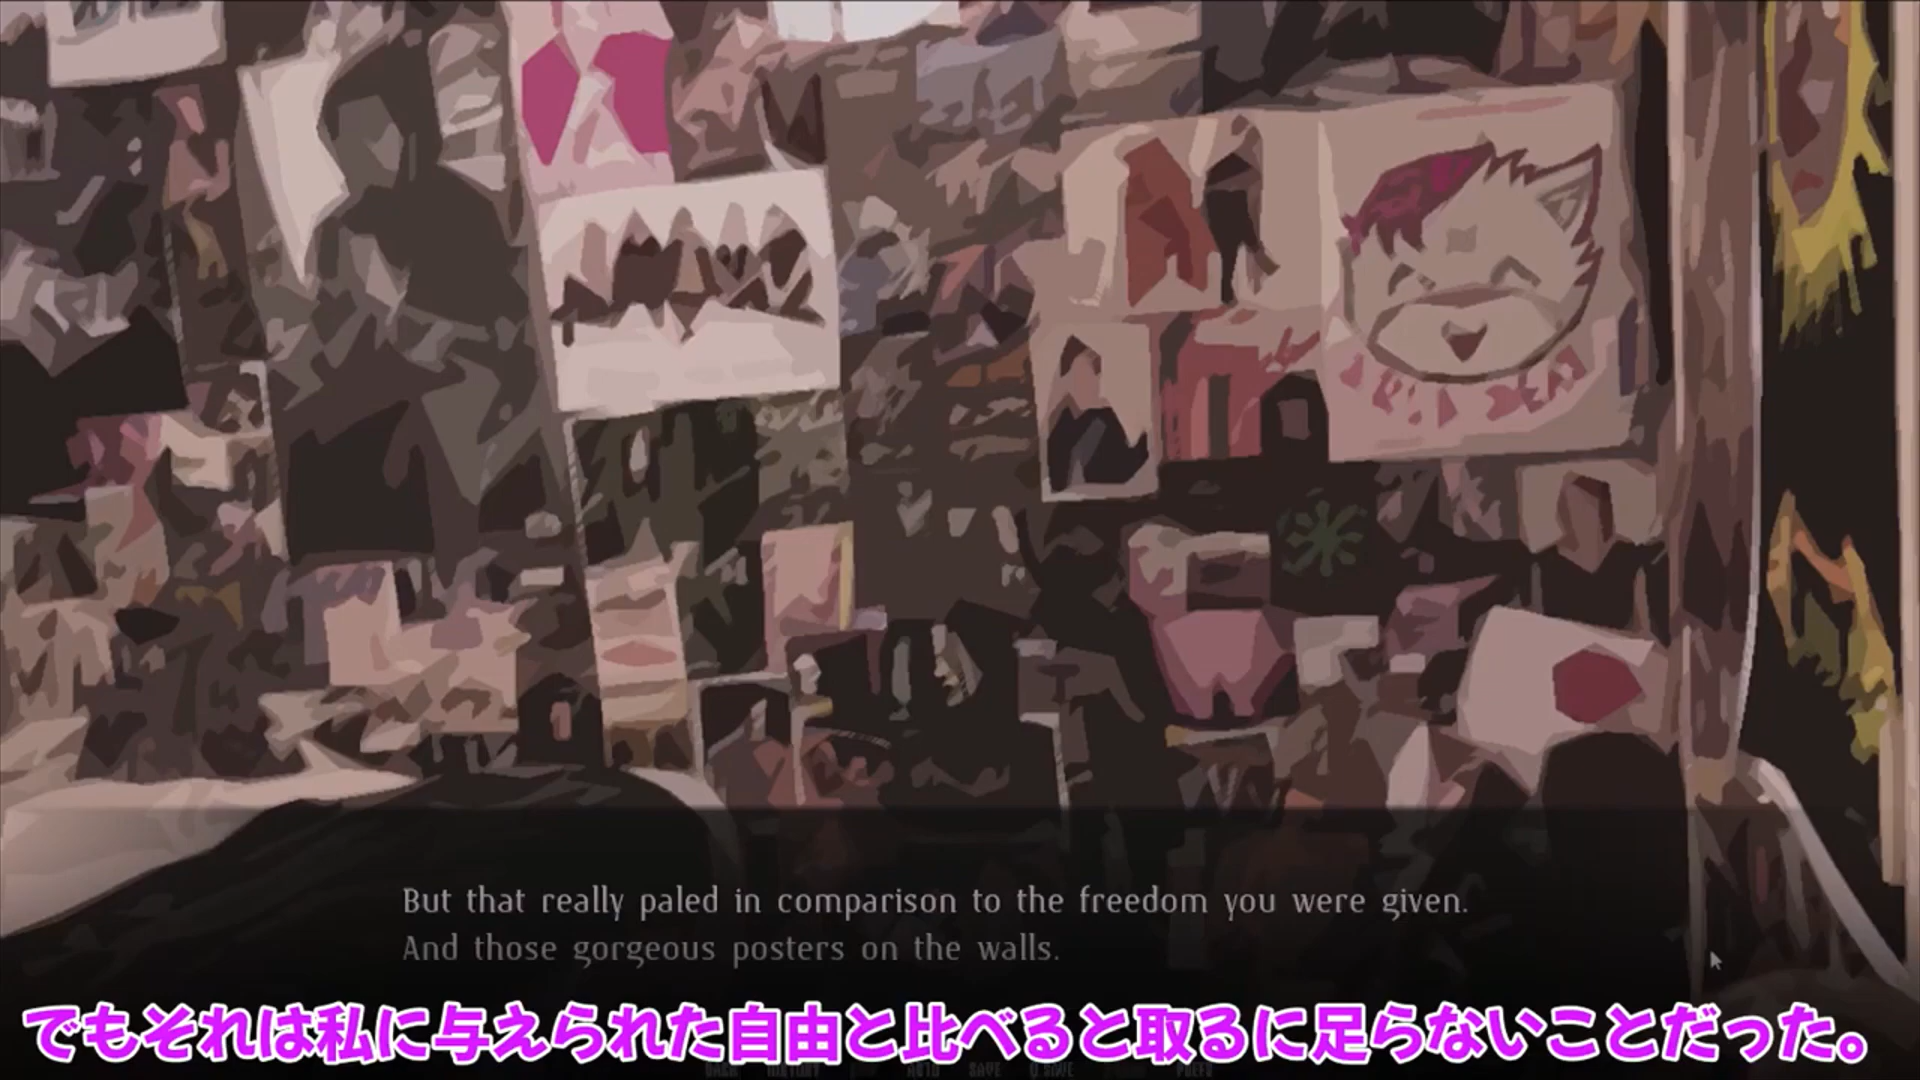 But that really paled in comparison to the freedom you were given.
And those gorgeous posters on the walls.
でもそれは私に与えられた自由と比べると取るに足らないことだった。